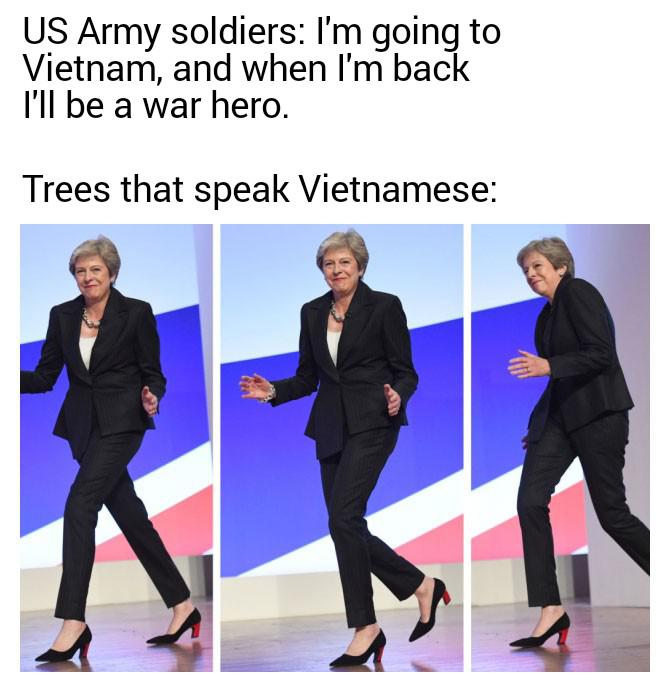 US Army soldiers: I'm going to
Vietnam, and when I'm back
I'll be a war hero.
Trees that speak Vietnamese: